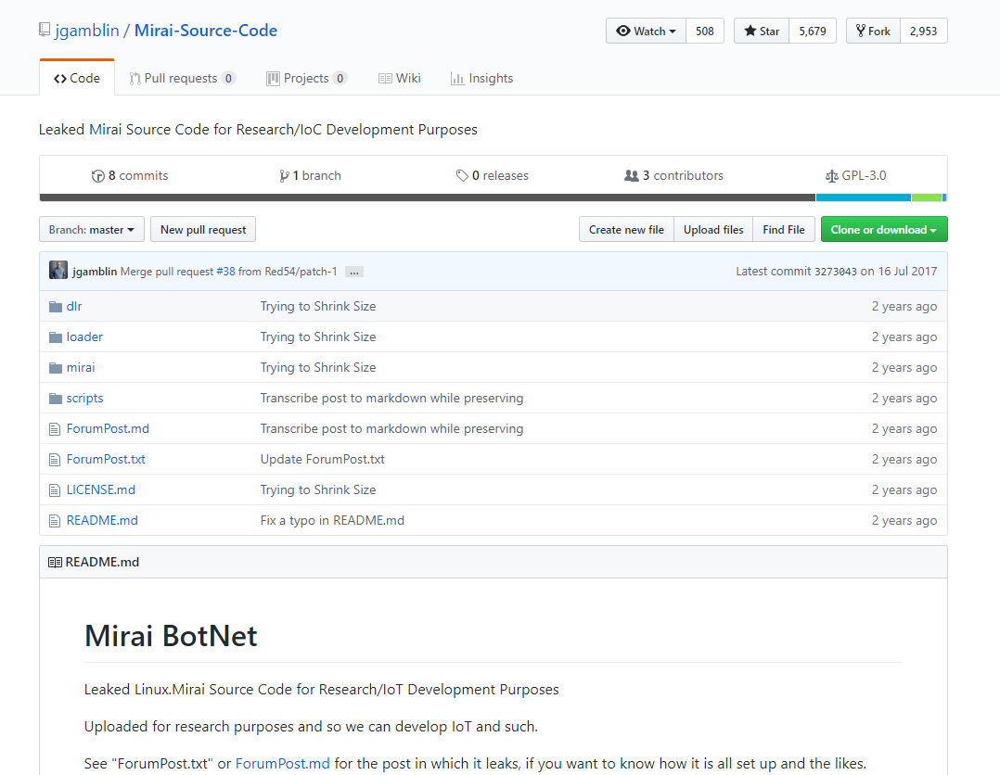 jgamblin / Mirai-Source-Code Watch 508 Star 5,679 Fork 2,953
Code Pull requests 0 Projects 0 Wiki Insights
Leaked Mirai Source Code for Research/IoC Development Purposes
8 commits 1 branch 0 releases 3 contributors GPL-3.0
Branch: master New pull request Create new file Upload files Find File Clone or download
jgamblin Merge pull request #38 from Red54/patch-1 ... Latest commit 3273043 on 16 Jul 2017
dlr Trying to Shrink Size 2 years ago
loader Trying to Shrink Size 2 years ago
mirai Trying to Shrink Size 2 years ago
scripts Transcribe post to markdown while preserving 2 years ago
ForumPost.md Transcribe post to markdown while preserving 2 years ago
ForumPost.txt Update ForumPost.txt 2 years ago
LICENSE.md Trying to Shrink Size 2 years ago
README.md Fix a typo in README.md 2 years ago
README.md
Mirai BotNet
Leaked Linux.Mirai Source Code for Research/IoT Development Purposes
Uploaded for research purposes and so we can develop IoT and such.
See "ForumPost.txt" or ForumPost.md for the post in which it leaks, if you want to know how it is all set up and the likes.